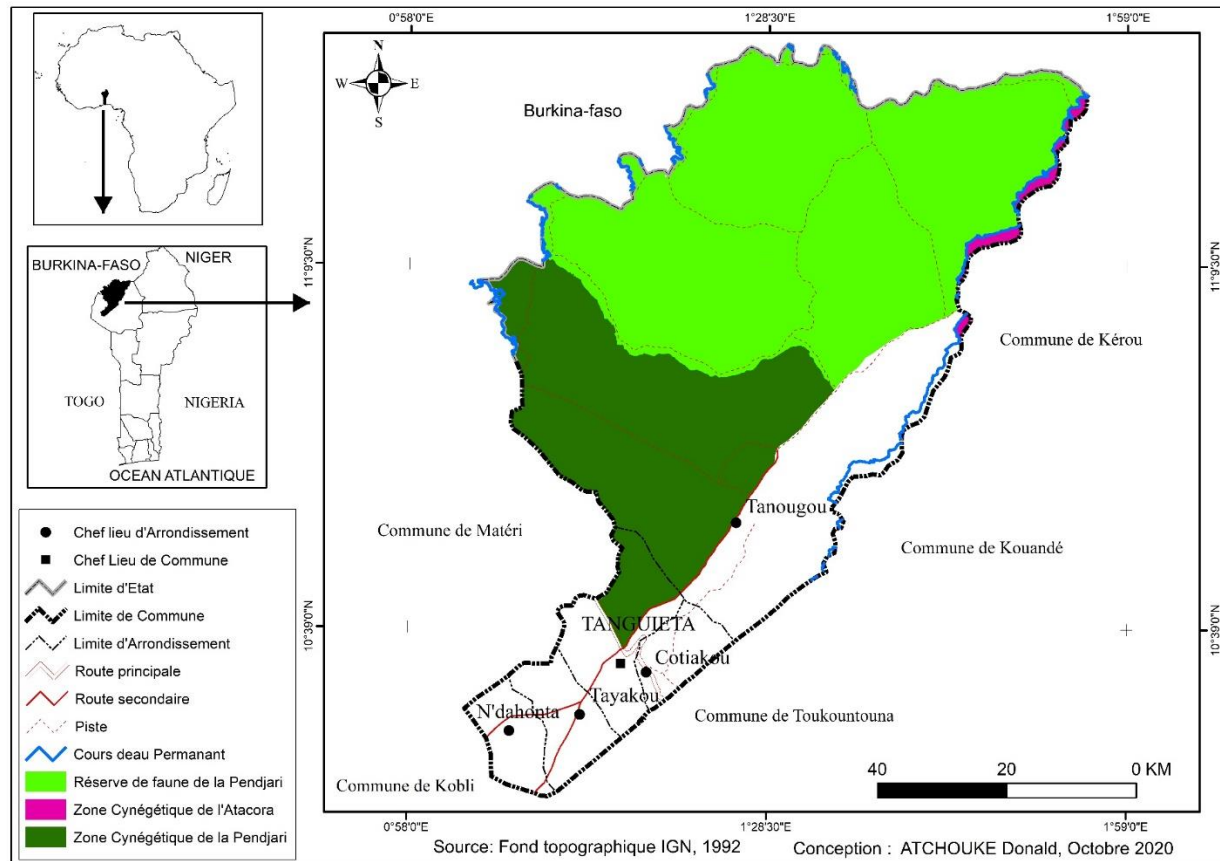 0°58'0"E
1°28'30"E
1°59'0"E
N
W
E
S
Burkina-faso
11°9'30"N
11°9'30"N
BURKINA-FASO
NIGER
TOGO
NIGERIA
OCEAN ATLANTIQUE
Commune de Kérou
Commune de Matéri
Tanougou
Commune de Kouandé
10°39'0"N
10°39'0"N
TANGUIETA
Cotiakou
Tayakou
N'dahonta
Commune de Toukountouna
Commune de Kobli
Chef lieu d'Arrondissement
Chef Lieu de Commune
Limite d'Etat
Limite de Commune
Limite d'Arrondissement
Route principale
Route secondaire
Piste
Cours deau Permanant
Réserve de faune de la Pendjari
Zone Cynégétique de l'Atacora
Zone Cynégétique de la Pendjari
40 20 0 KM
0°58'0"E
1°28'30"E
1°59'0"E
Source: Fond topographique IGN, 1992
Conception : ATCHOUKE Donald, Octobre 2020